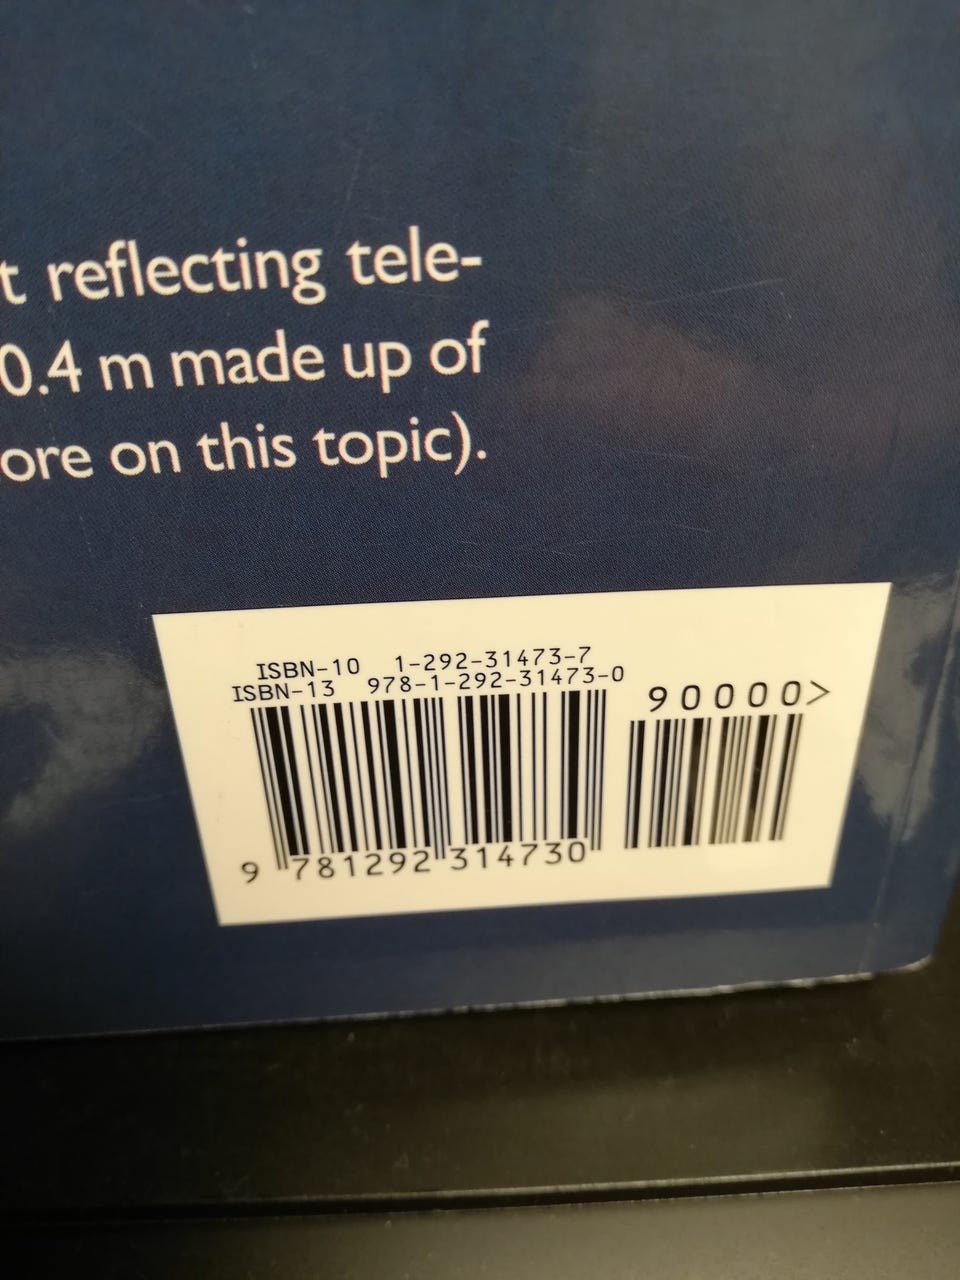 t reflecting tele-
0.4 m made up of
ore on this topic).
ISBN-10 1-292-31473-7
ISBN-13 978-1-292-31473-0
90000>
9 781292 314730